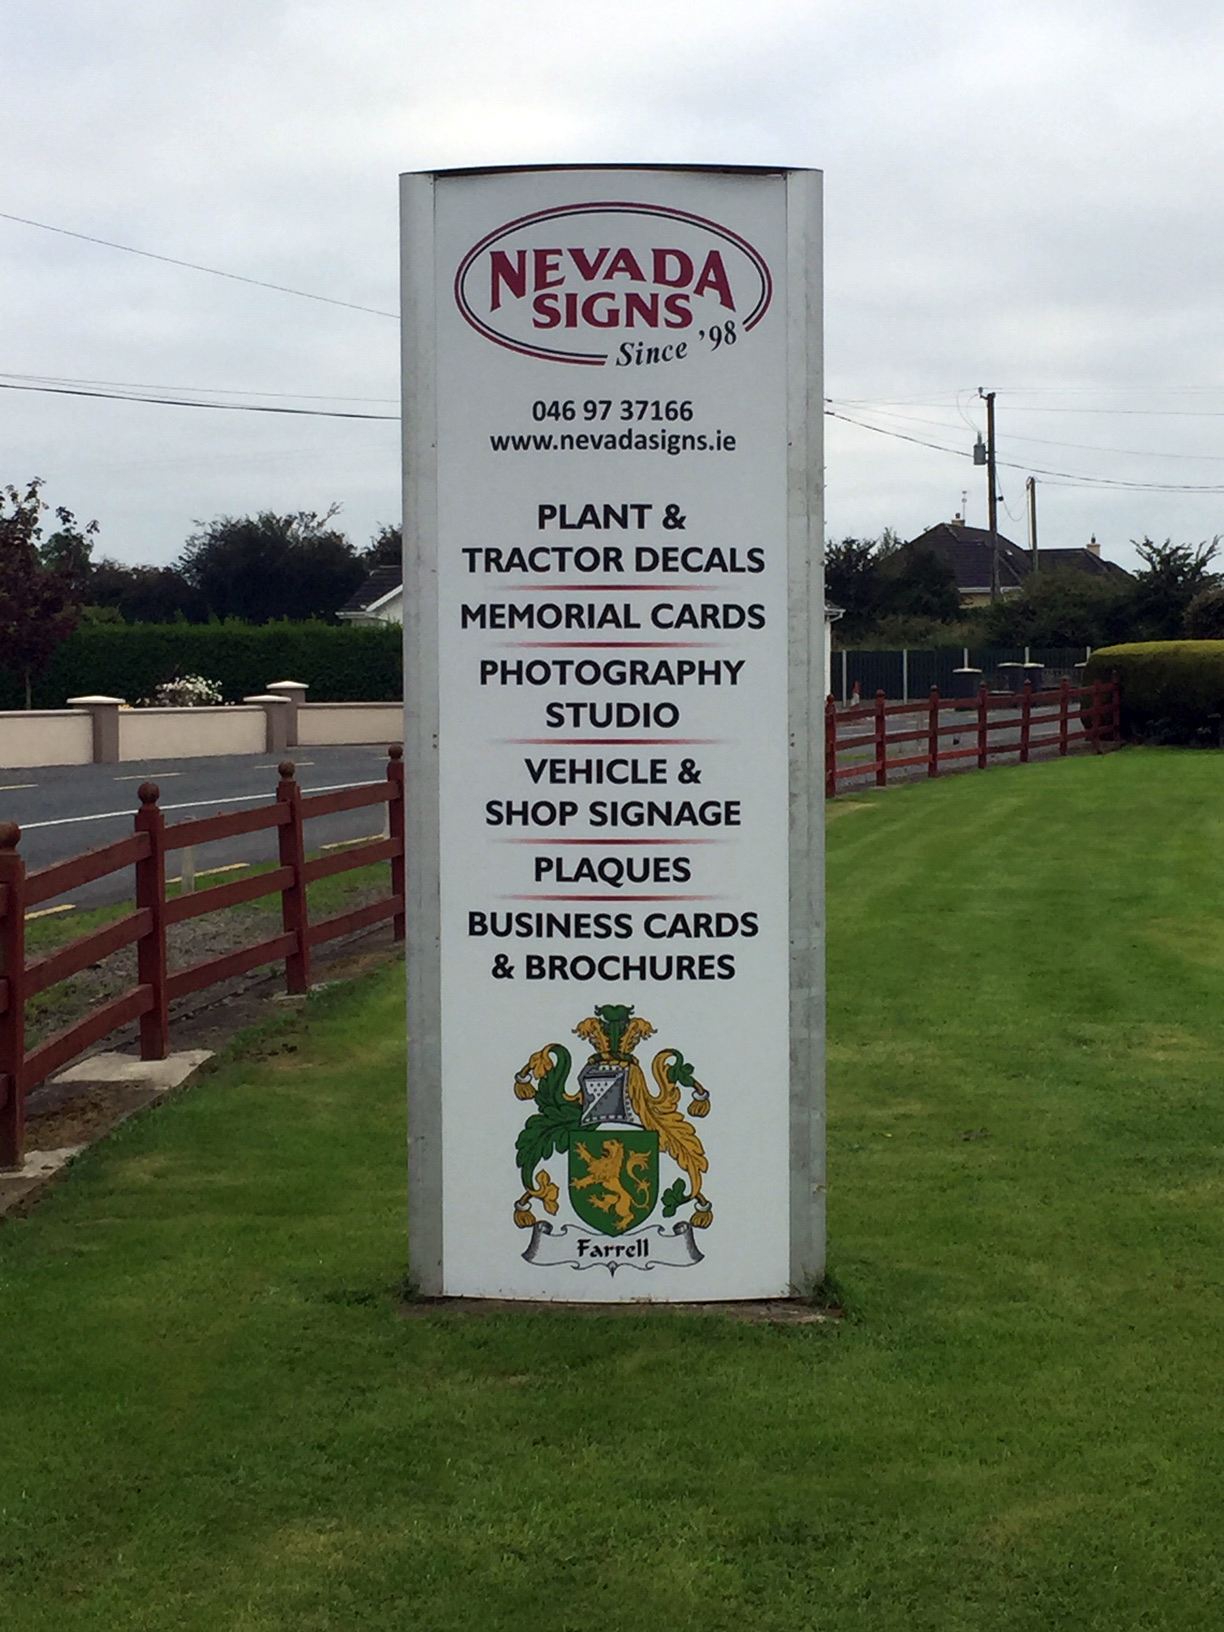 NEVADA
SIGNS
Since '98
046 97 37166
www.nevadasigns.ie
PLANT &
TRACTOR DECALS
MEMORIAL CARDS
PHOTOGRAPHY
STUDIO
VEHICLE &
SHOP SIGNAGE
PLAQUES
BUSINESS CARDS
& BROCHURES
Farrell